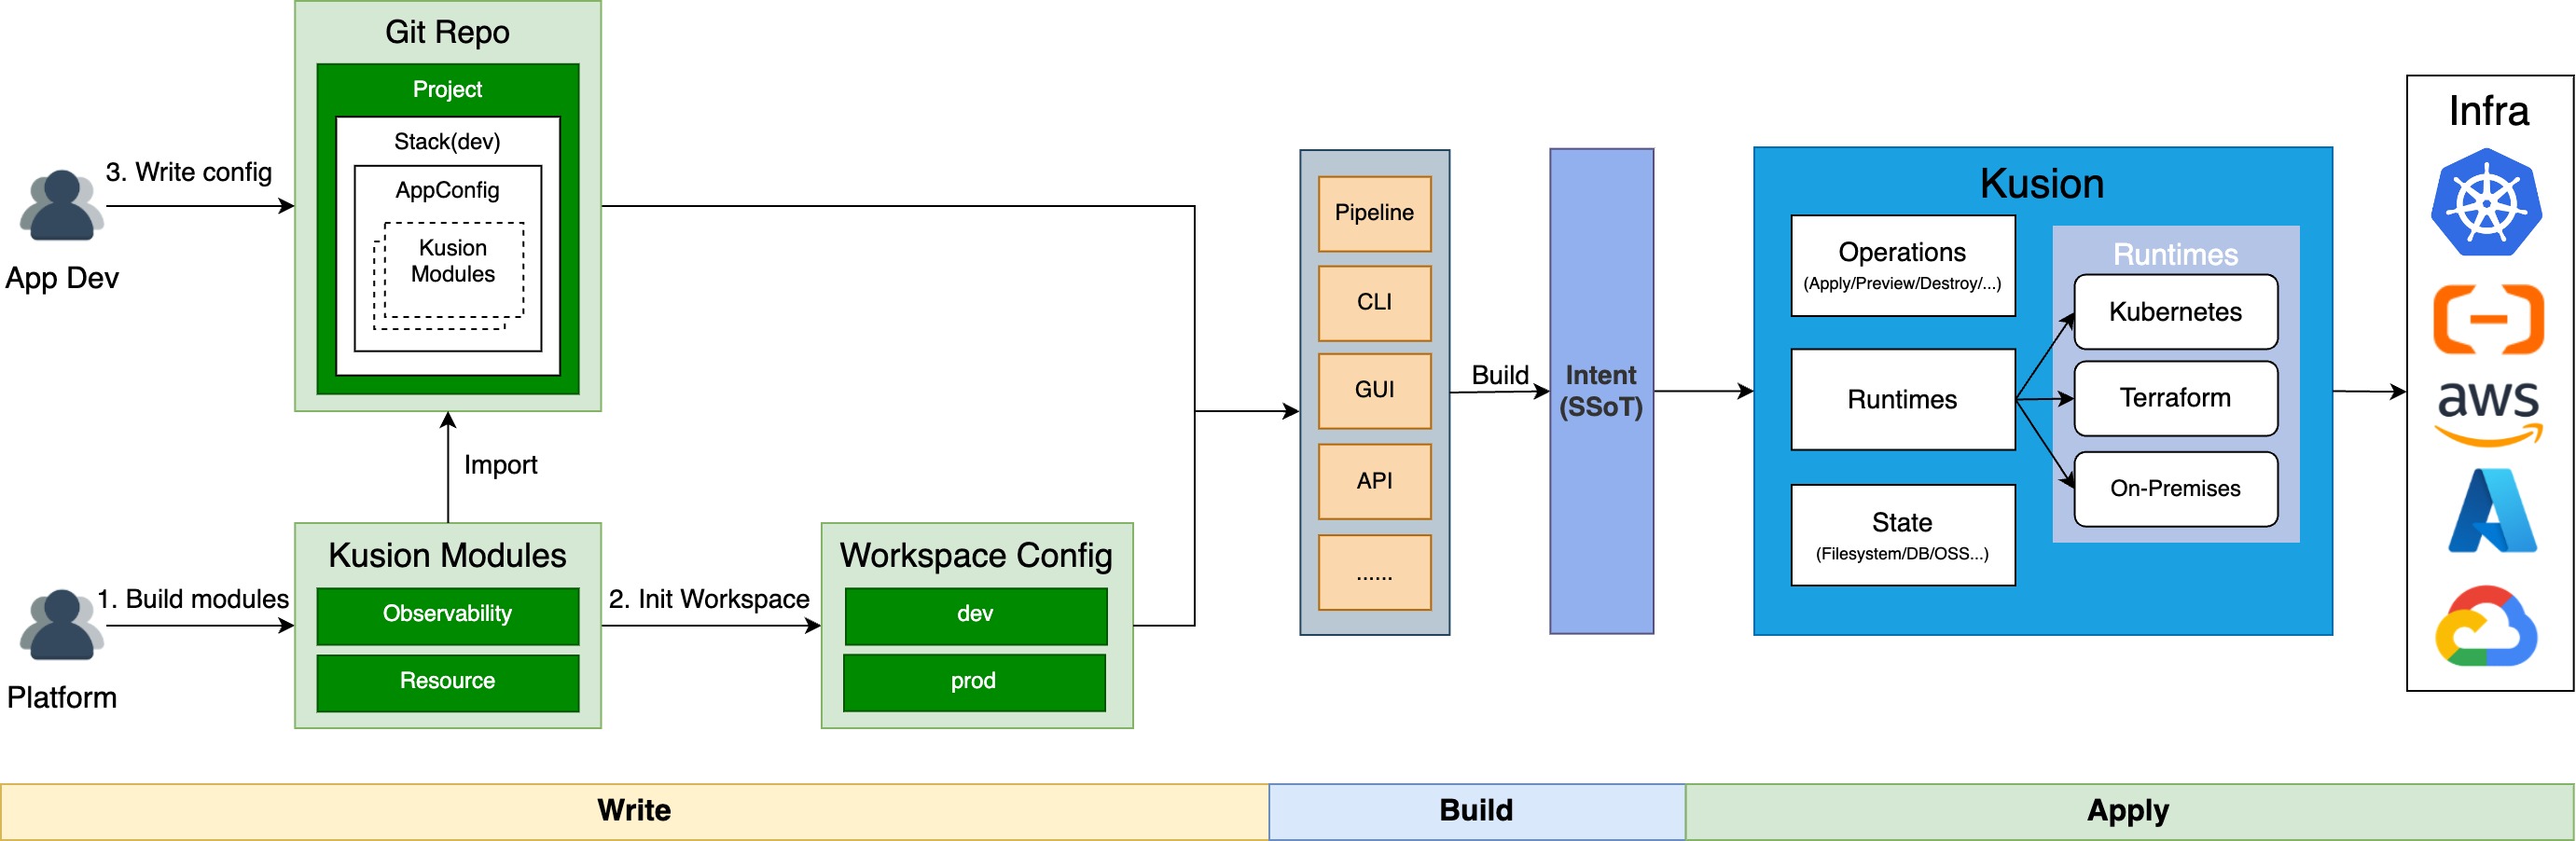 Git Repo
Project
Stack(dev)
AppConfig
Kusion
Modules
3. Write config
App Dev
Import
Kusion Modules
Observability
Resource
1. Build modules
Platform
2. Init Workspace
Workspace Config
dev
prod
Pipeline
CLI
GUI
API
......
Build
Intent
(SSoT)
Kusion
Operations
(Apply/Preview/Destroy/...)
Runtimes
State
(Filesystem/DB/OSS...)
Runtimes
Kubernetes
Terraform
On-Premises
Infra
aws
Write
Build
Apply